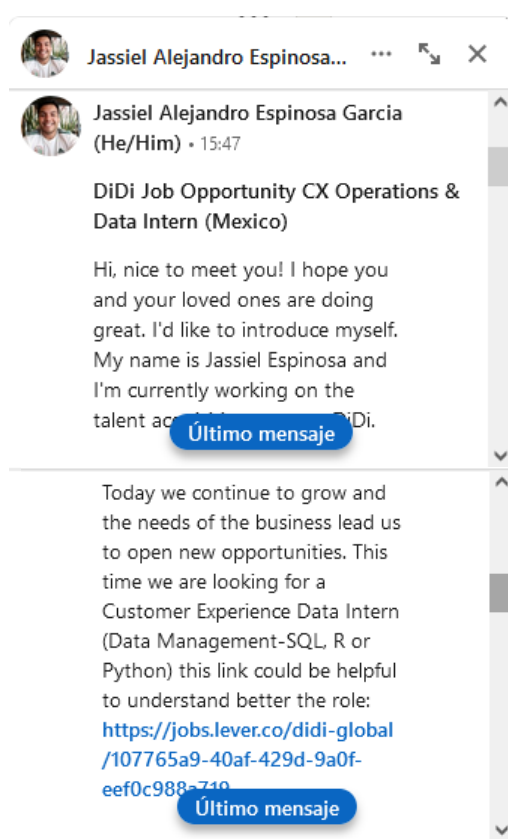 Jassiel Alejandro Espinosa...
Jassiel Alejandro Espinosa Garcia
(He/Him) • 15:47
DiDi Job Opportunity CX Operations &
Data Intern (Mexico)
Hi, nice to meet you! I hope you
and your loved ones are doing
great. I'd like to introduce myself.
My name is Jassiel Espinosa and
I'm currently working on the
talent DiDi.
Último mensaje
Today we continue to grow and
the needs of the business lead us
to open new opportunities. This
time we are looking for a
Customer Experience Data Intern
(Data Management-SQL, R or
Python) this link could be helpful
to understand better the role:
https://jobs.lever.co/didi-global
/107765a9-40af-429d-9a0f-
eef0c988a719
Último mensaje